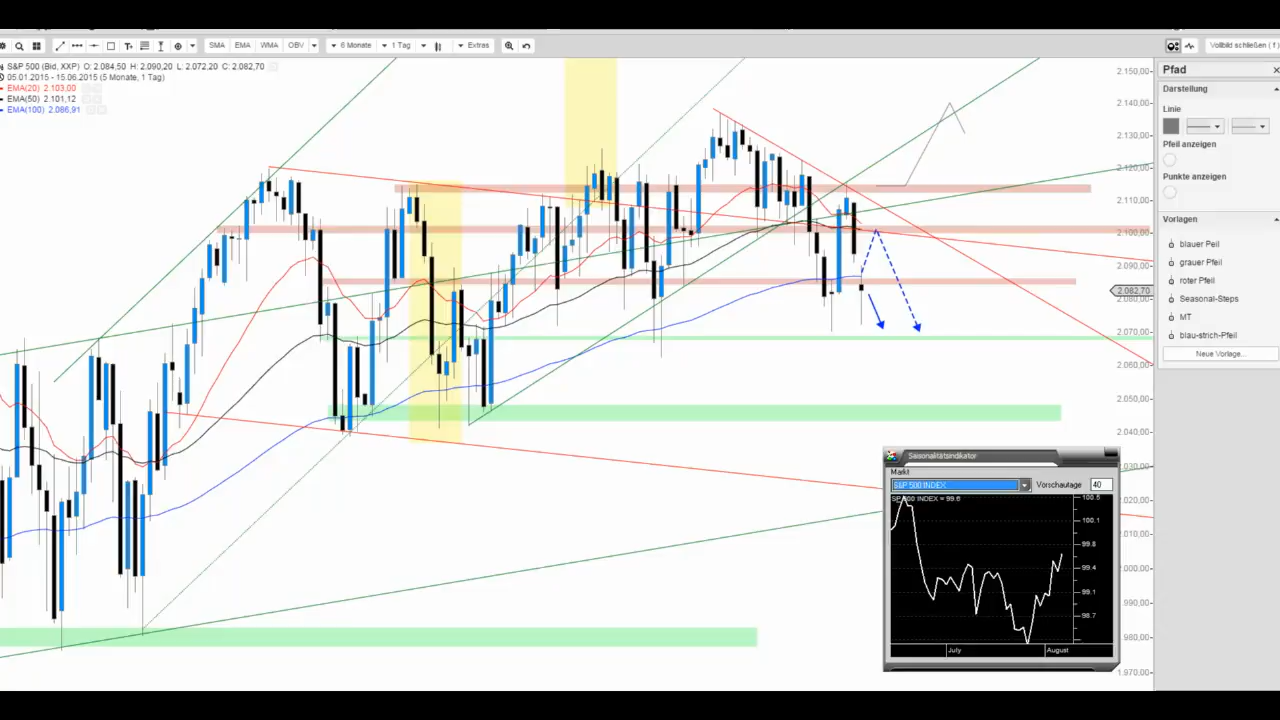 SMA EMA WMA OBV 6 Monate 1 Tag Extras Vollbild schließen ( f )
S&P 500 (Bid, XXP) O: 2.084,50 H: 2.090,20 L: 2.072,20 C: 2.082,70
05.01.2015 - 15.06.2015 (5 Monate, 1 Tag)
EMA(20) 2.103,00
EMA(50) 2.101,12
EMA(100) 2.086,91
2.150,00
2.140,00
2.130,00
2.120,00
2.110,00
2.100,00
2.090,00
2.082,70
2.080,00
2.070,00
2.060,00
2.050,00
2.040,00
2.030,00
2.020,00
2.010,00
2.000,00
1.990,00
1.980,00
1.970,00
Pfad
Darstellung
Linie
Pfeil anzeigen
Punkte anzeigen
Vorlagen
blauer Peil
grauer Pfeil
roter Pfeil
Seasonal-Steps
MT
blau-strich-Pfeil
Neue Vorlage...
Saisonalitätsindikator
Markt
S&P 500 INDEX Vorschautage 40
SP 500 INDEX = 99.6
100.5
100.1
99.8
99.4
99.1
98.7
July August